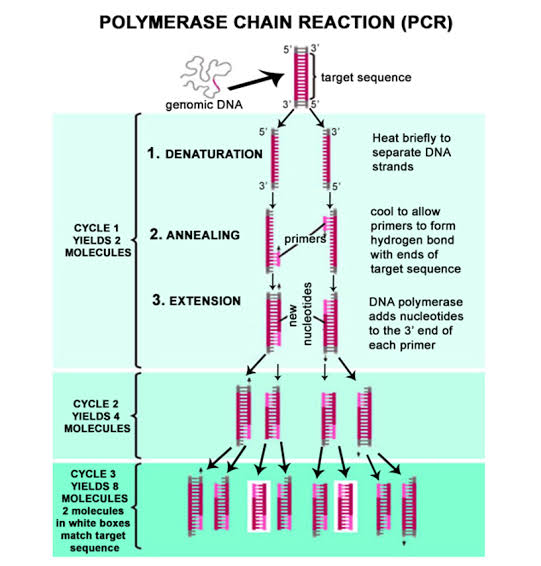 POLYMERASE CHAIN REACTION (PCR)
5' 3'
target sequence
genomic DNA
3' 5'
5' 3'
1. DENATURATION
Heat briefly to
separate DNA
strands
3' 5'
CYCLE 1
YIELDS 2
MOLECULES
2. ANNEALING
primers
cool to allow
primers to form
hydrogen bond
with ends of
target sequence
3. EXTENSION
new
nucleotides
DNA polymerase
adds nucleotides
to the 3' end of
each primer
CYCLE 2
YIELDS 4
MOLECULES
CYCLE 3
YIELDS 8
MOLECULES
2 molecules
in white boxes
match target
sequence